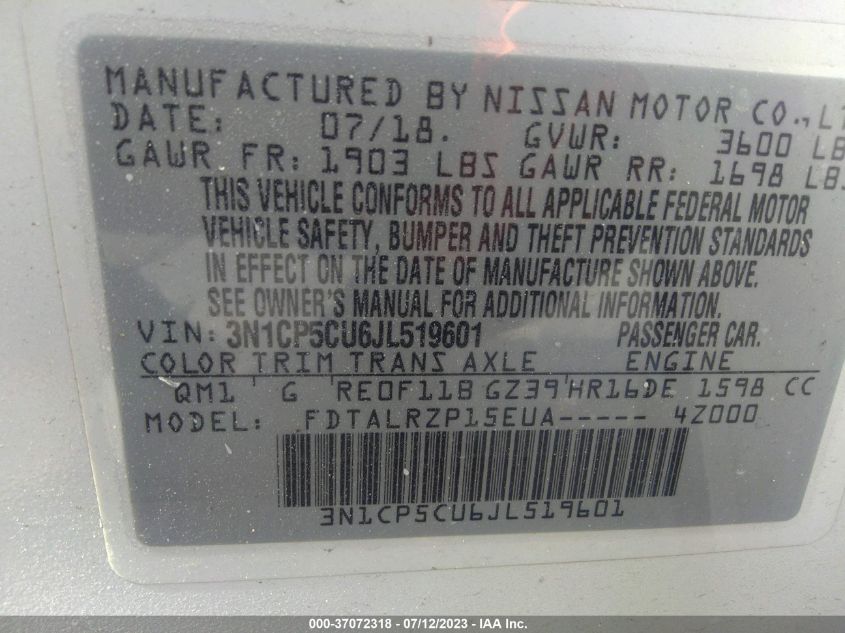 MANUFACTURED BY NISSAN MOTOR CO., LT
DATE: 07/18. GVWR: 3600 LB
GAWR FR: 1903 LBS GAWR RR: 1698 LBS
THIS VEHICLE CONFORMS TO ALL APPLICABLE FEDERAL MOTOR
VEHICLE SAFETY, BUMPER AND THEFT PREVENTION STANDARDS
IN EFFECT ON THE DATE OF MANUFACTURE SHOWN ABOVE.
SEE OWNER'S MANUAL FOR ADDITIONAL INFORMATION.
VIN: 3N1CP5CU6JL519601 PASSENGER CAR.
COLOR TRIM TRANS AXLE ENGINE
QM1 G RE0F11B GZ39 HR16DE 1598 CC
MODEL: FDTALRZP15EUA----- 4Z000
3N1CP5CU6JL519601
000-37072318 - 07/12/2023 - IAA Inc.